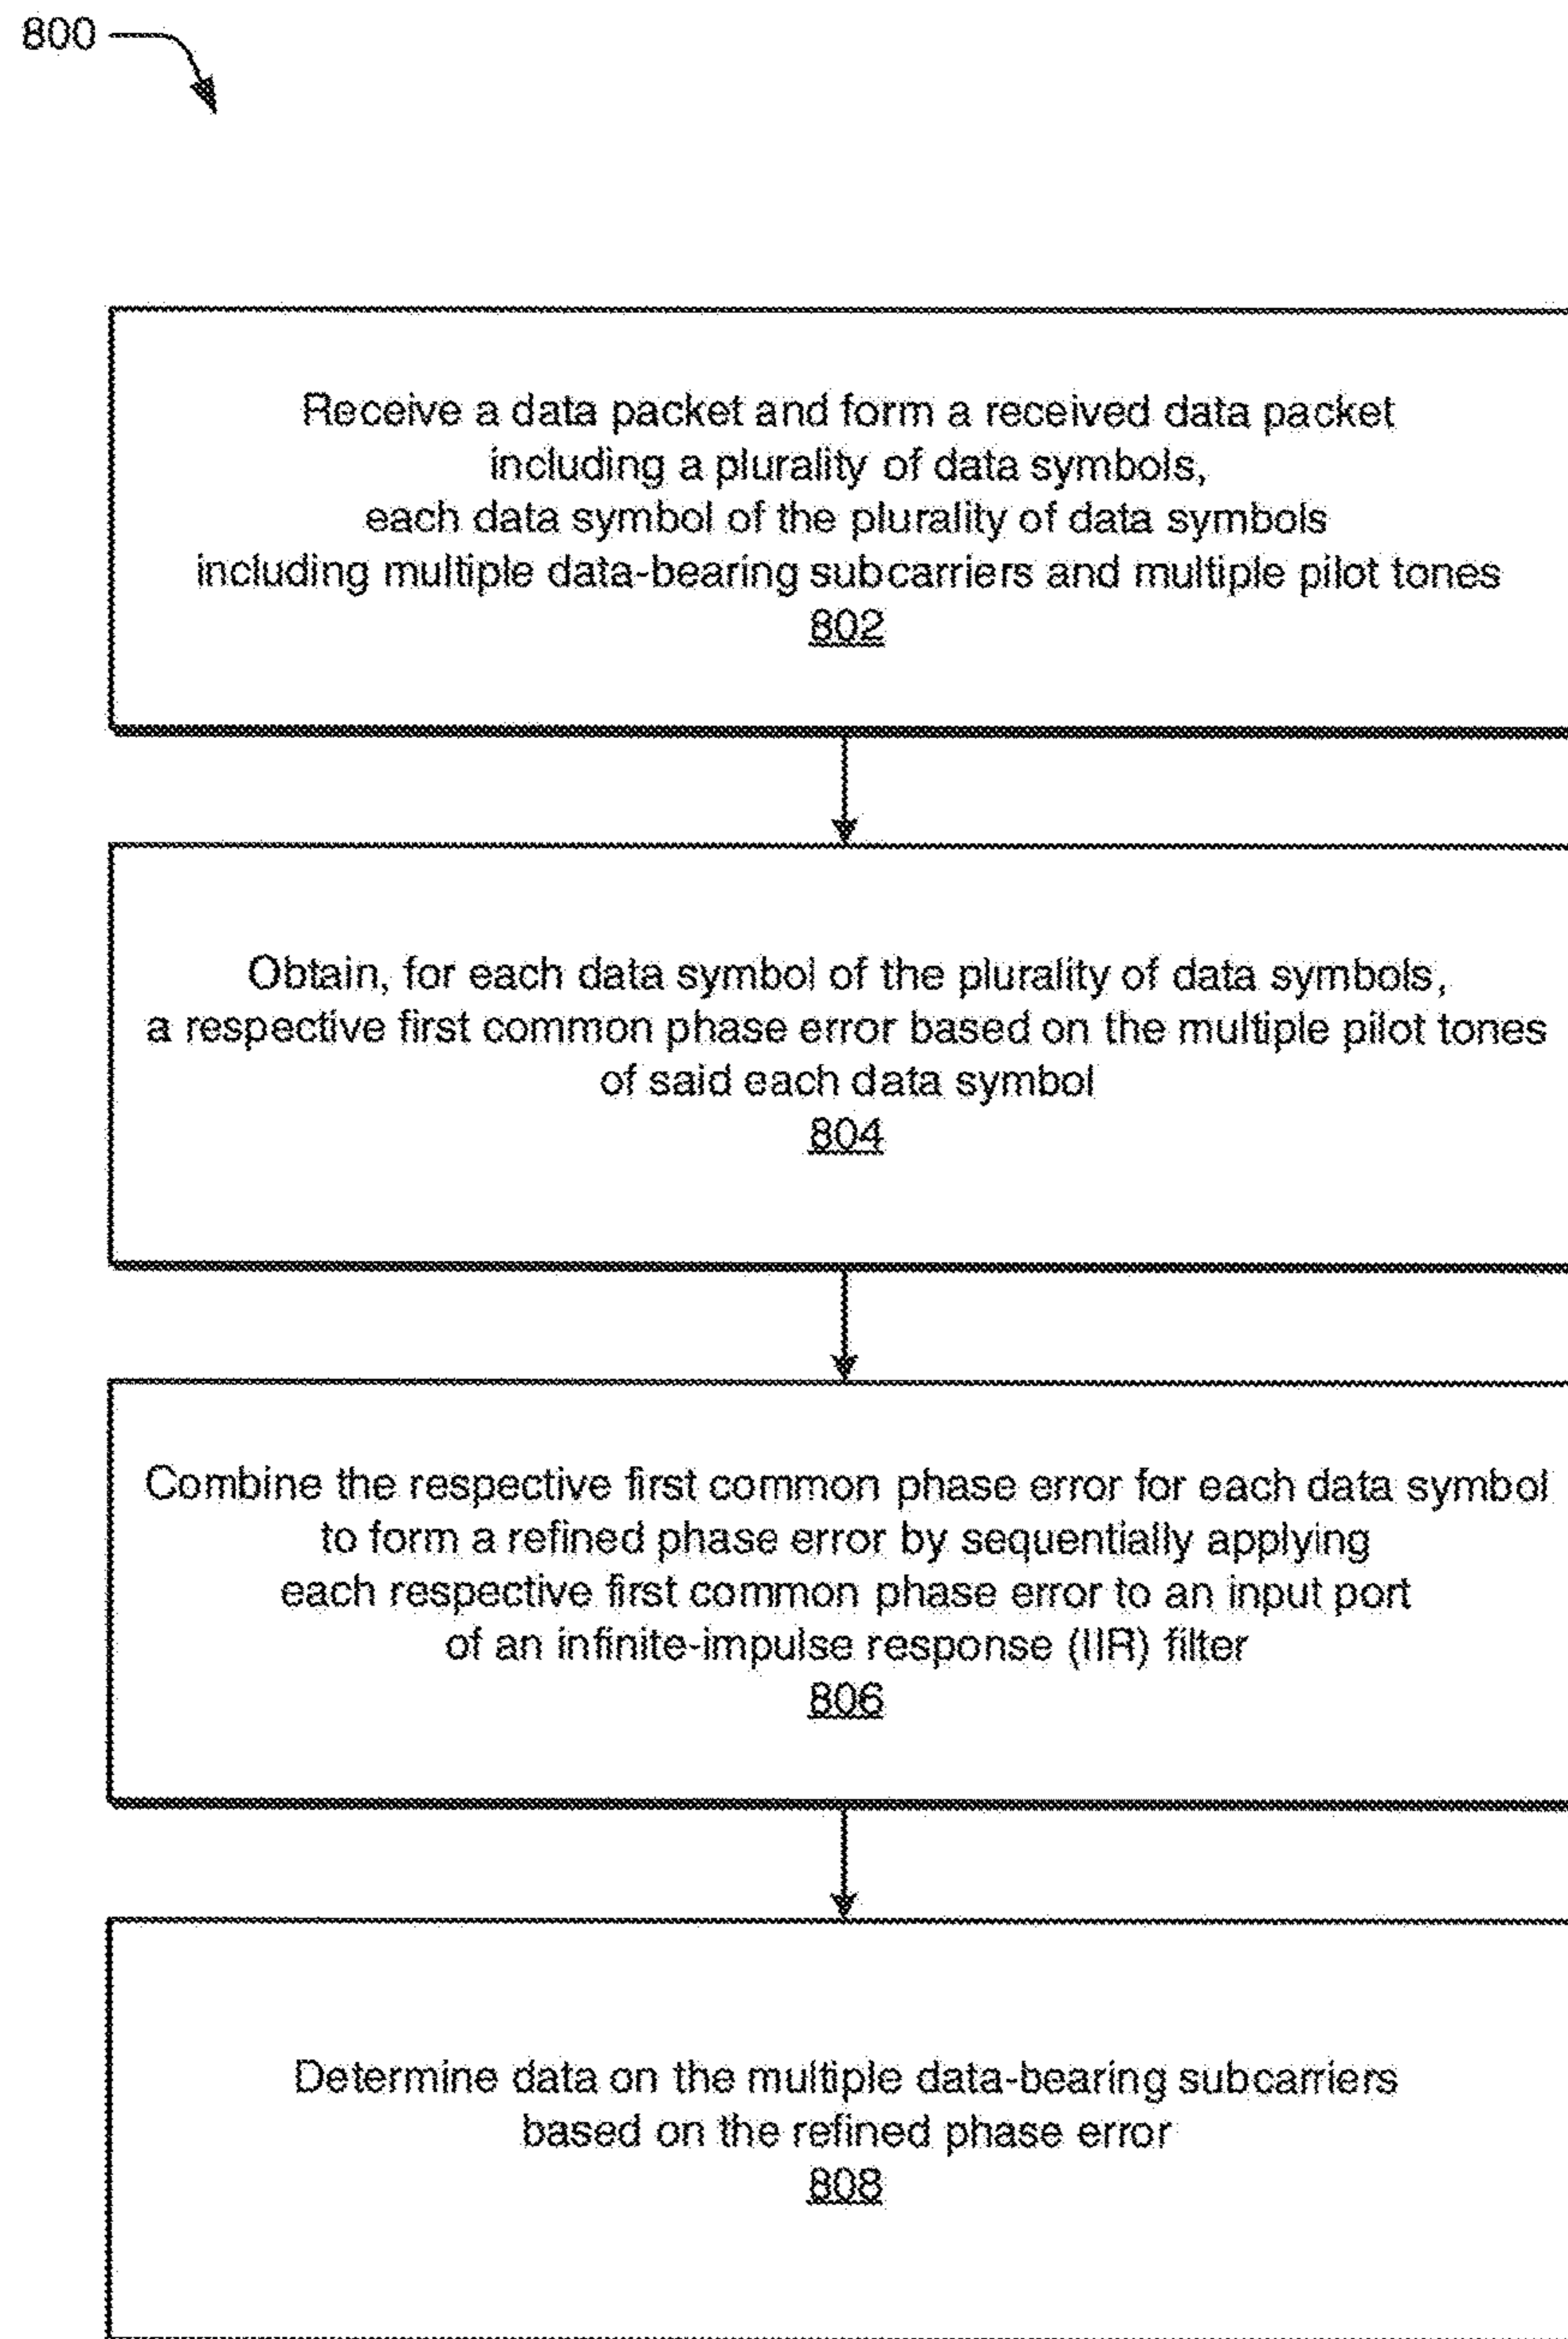 800
Receive a data packet and form a received data packet
including a plurality of data symbols,
each data symbol of the plurality of data symbols
including multiple data-bearing subcarriers and multiple pilot tones
802
Obtain, for each data symbol of the plurality of data symbols,
a respective first common phase error based on the multiple pilot tones
of said each data symbol
804
Combine the respective first common phase error for each data symbol
to form a refined phase error by sequentially applying
each respective first common phase error to an input port
of an infinite-impulse response (IIR) filter
806
Determine data on the multiple data-bearing subcarriers
based on the refined phase error
808